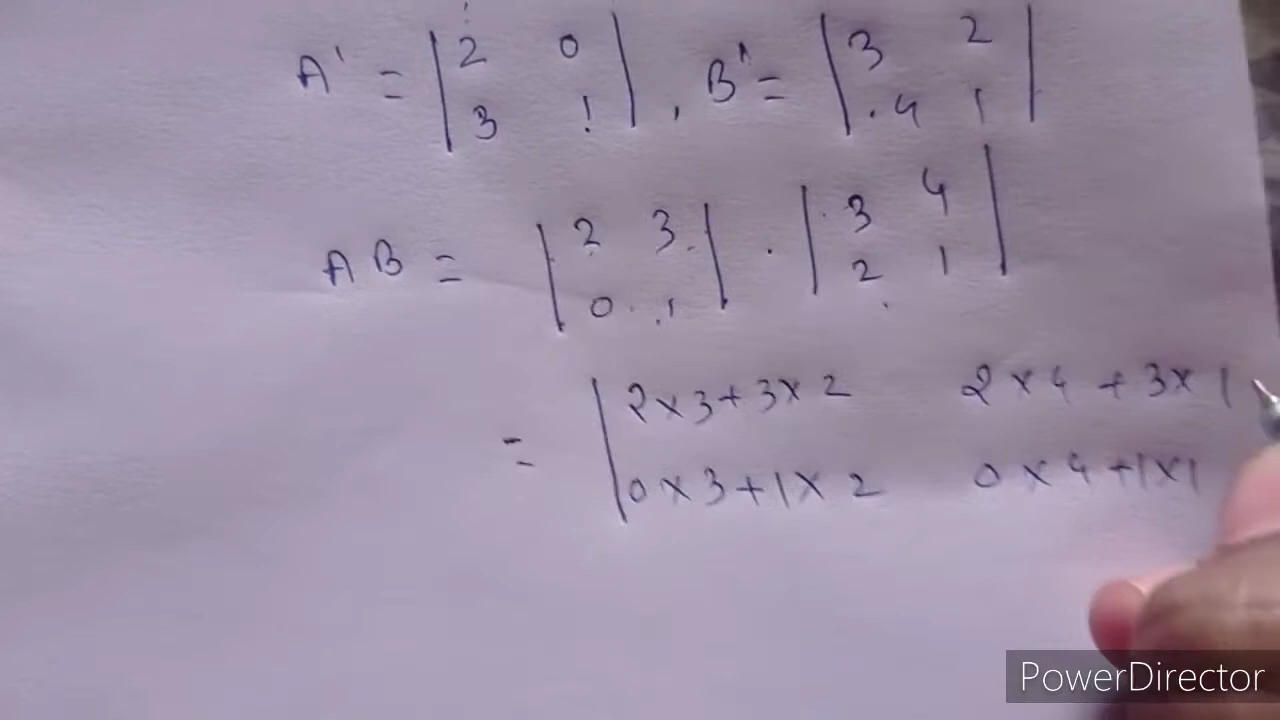 A' = | 2 0 | , B' = | 3 2 |
| 3 1 | | 4 1 |
AB = | 2 3 | . | 3 4 |
| 0 1 | | 2 1 |
= | 2 x 3 + 3 x 2 2 x 4 + 3 x 1
| 0 x 3 + 1 x 2 0 x 4 + 1 x 1
PowerDirector